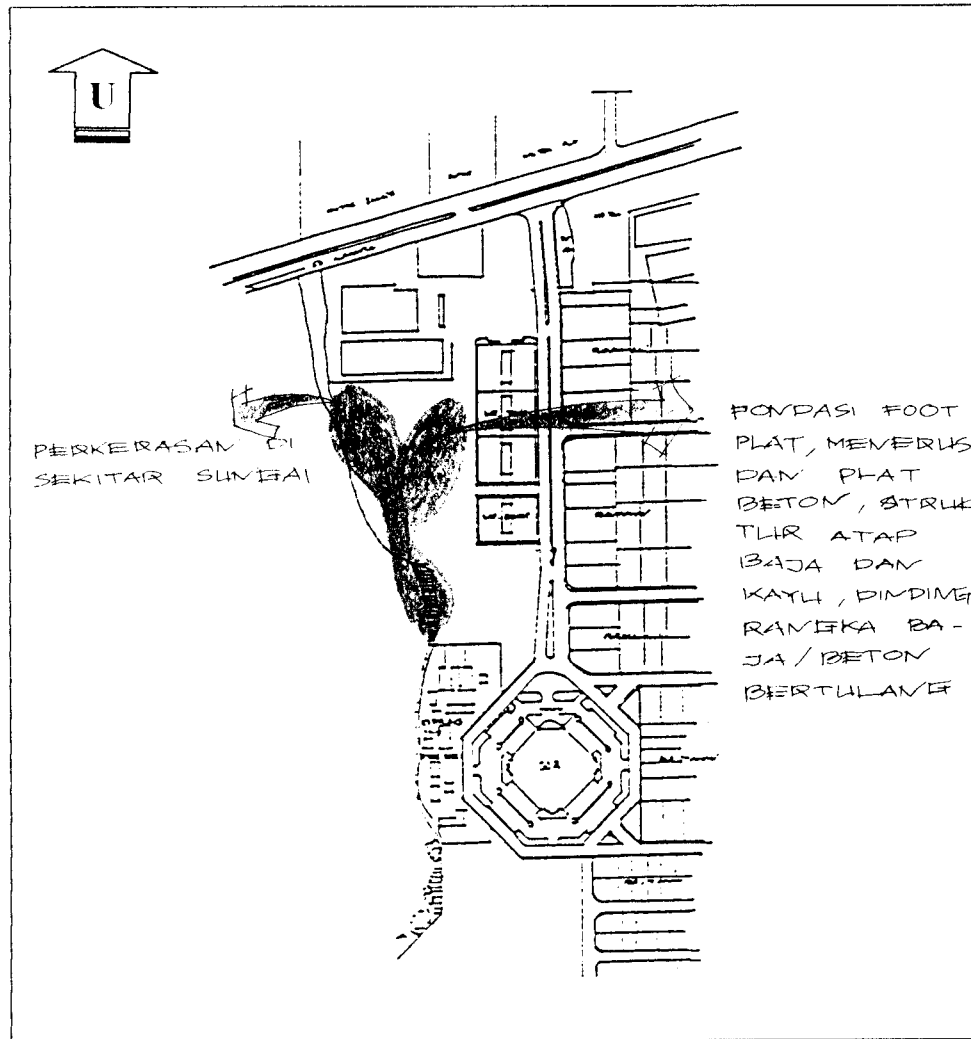 U
PERKERASAN DI
SEKITAR SUNGAI
PONDASI FOOT
PLAT, MENERUS
DAN PLAT
BETON, STRUK
TUR ATAP
BAJA DAN
KAYU, DINDING
RANGKA BA-
JA/BETON
BERTULANG